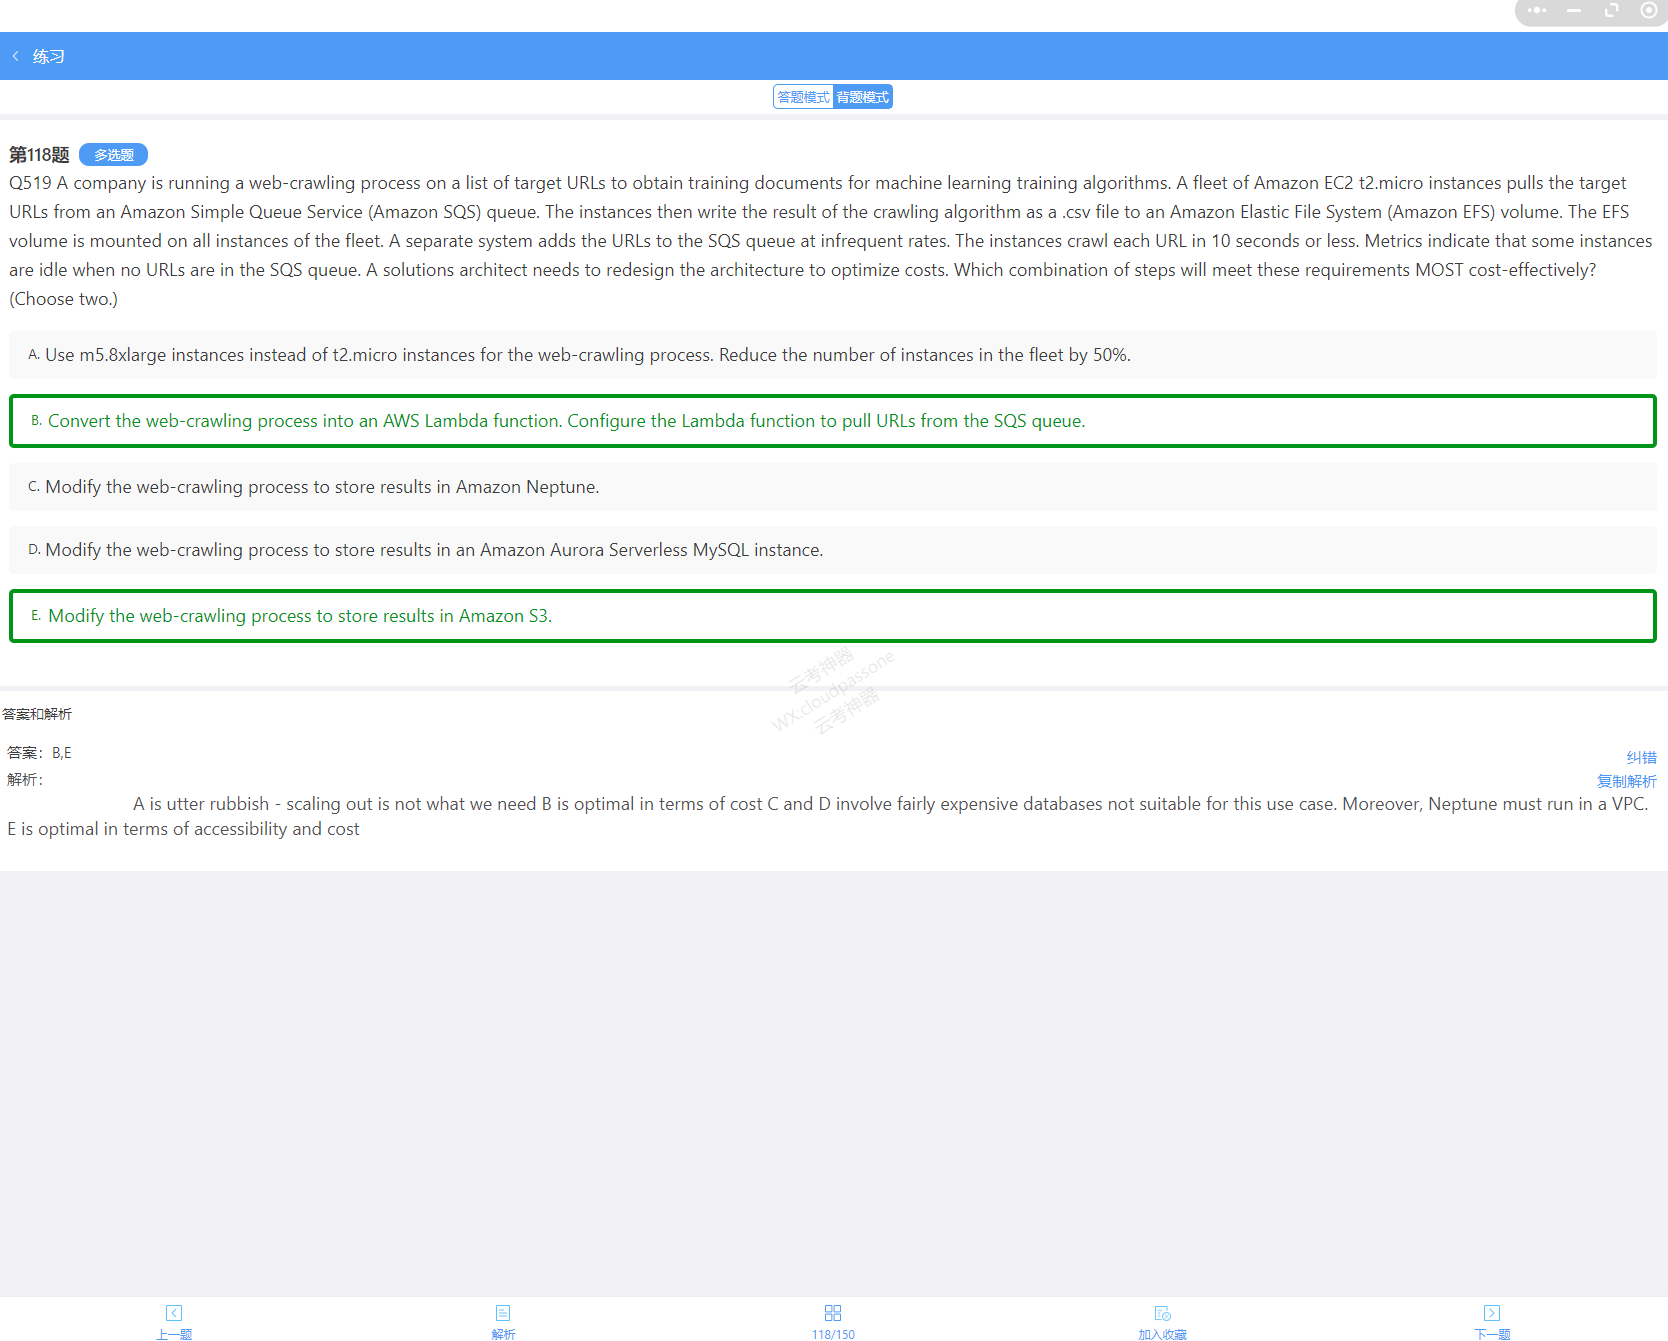 练习
答题模式 背题模式
第118题 多选题
Q519 A company is running a web-crawling process on a list of target URLs to obtain training documents for machine learning training algorithms. A fleet of Amazon EC2 t2.micro instances pulls the target
URLs from an Amazon Simple Queue Service (Amazon SQS) queue. The instances then write the result of the crawling algorithm as a .csv file to an Amazon Elastic File System (Amazon EFS) volume. The EFS
volume is mounted on all instances of the fleet. A separate system adds the URLs to the SQS queue at infrequent rates. The instances crawl each URL in 10 seconds or less. Metrics indicate that some instances
are idle when no URLs are in the SQS queue. A solutions architect needs to redesign the architecture to optimize costs. Which combination of steps will meet these requirements MOST cost-effectively?
(Choose two.)
A. Use m5.8xlarge instances instead of t2.micro instances for the web-crawling process. Reduce the number of instances in the fleet by 50%.
B. Convert the web-crawling process into an AWS Lambda function. Configure the Lambda function to pull URLs from the SQS queue.
C. Modify the web-crawling process to store results in Amazon Neptune.
D. Modify the web-crawling process to store results in an Amazon Aurora Serverless MySQL instance.
E. Modify the web-crawling process to store results in Amazon S3.
云考神器
WX:cloudpassone
云考神器
答案和解析
答案：B,E
纠错
解析：
复制解析
A is utter rubbish - scaling out is not what we need B is optimal in terms of cost C and D involve fairly expensive databases not suitable for this use case. Moreover, Neptune must run in a VPC.
E is optimal in terms of accessibility and cost
上一题 解析 118/150 加入收藏 下一题